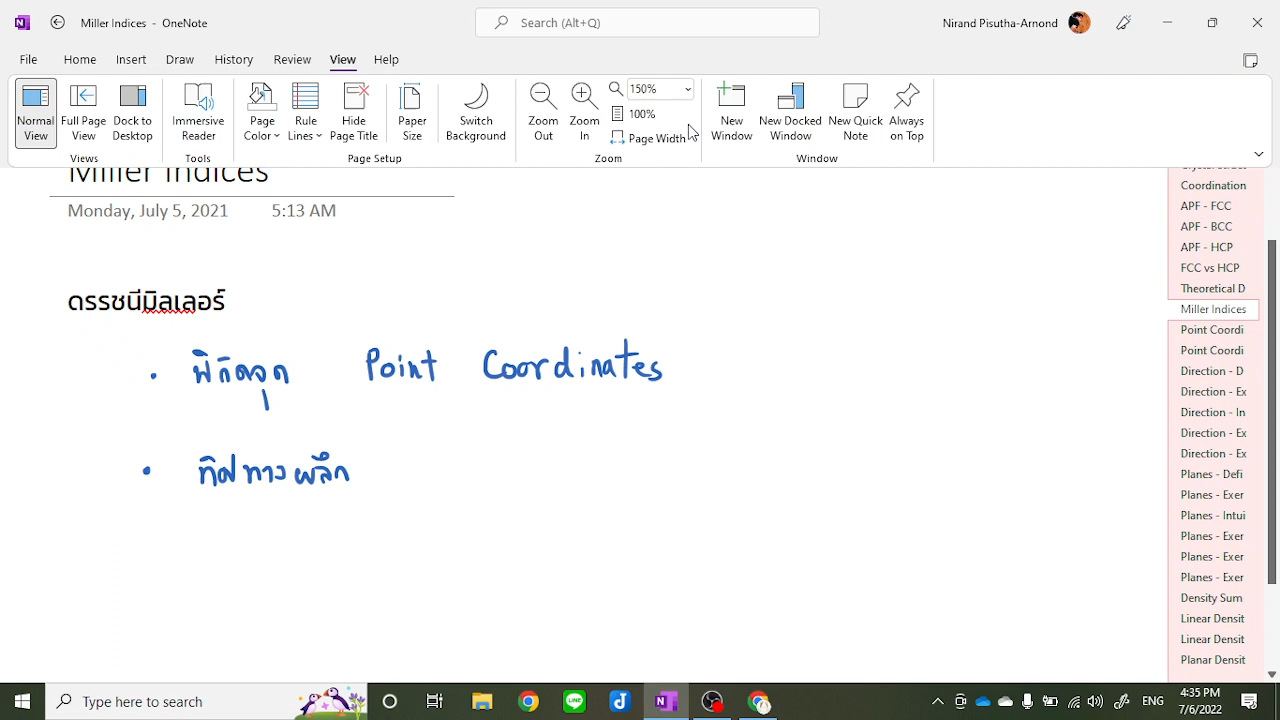 Miller Indices - OneNote
Search (Alt+Q)
Nirand Pisutha-Arnond
File Home Insert Draw History Review View Help
Normal View
Full Page View
Dock to Desktop
Immersive Reader
Page Color
Rule Lines
Hide Page Title
Paper Size
Switch Background
Zoom Out
Zoom In
150%
100%
Page Width
New Window
New Docked Window
New Quick Note
Always on Top
Views Tools Page Setup Zoom Window
Miller Indices
Monday, July 5, 2021 5:13 AM
ดรรชนีมิลเลอร์
• พิกัดจุด Point Coordinates
• ทิศทางผลึก
Coordination
APF - FCC
APF - BCC
APF - HCP
FCC vs HCP
Theoretical D
Miller Indices
Point Coordi
Point Coordi
Direction - D
Direction - Ex
Direction - In
Direction - Ex
Direction - Ex
Planes - Defi
Planes - Exer
Planes - Intui
Planes - Exer
Planes - Exer
Planes - Exer
Density Sum
Linear Densit
Linear Densit
Planar Densit
Type here to search
ENG
4:35 PM
7/6/2022